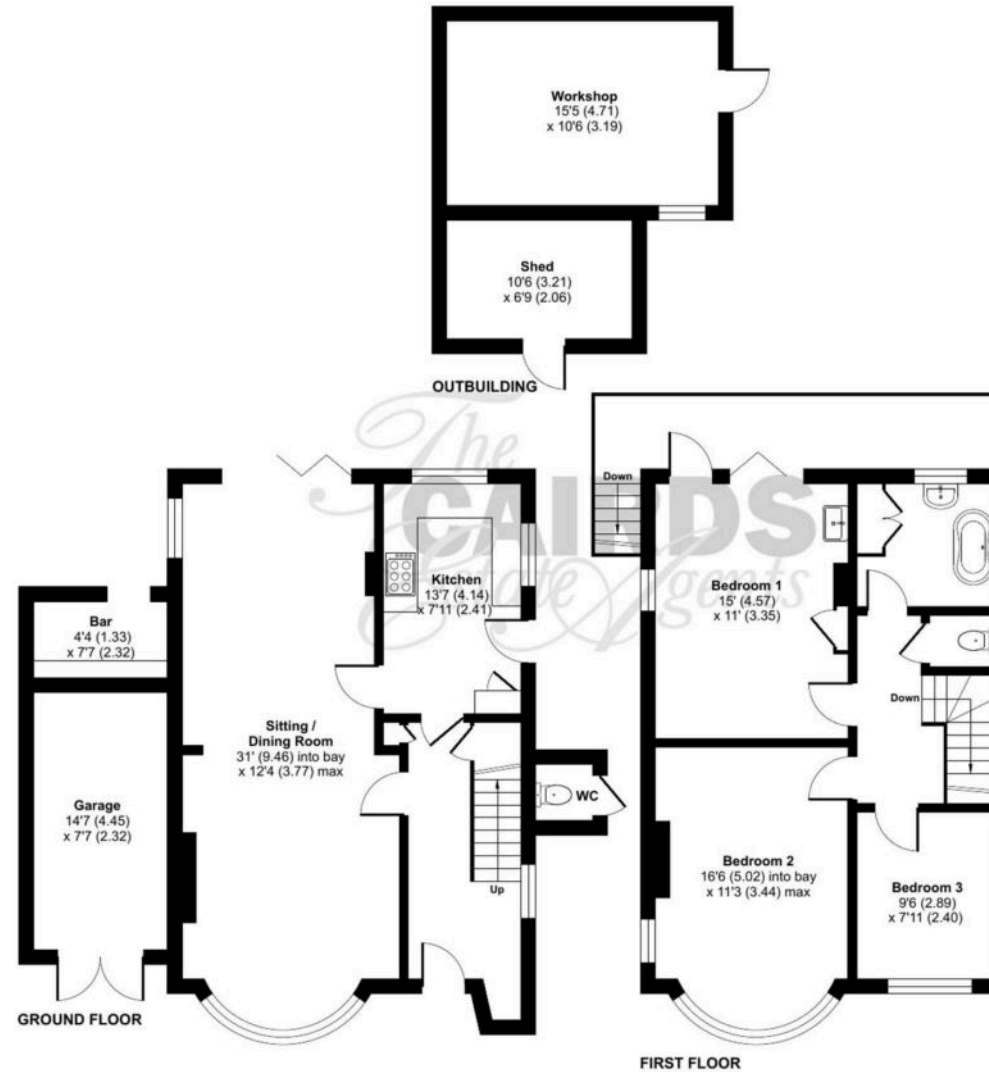 Workshop
15'5 (4.71)
x 10'6 (3.19)
Shed
10'6 (3.21)
x 6'9 (2.06)
OUTBUILDING
The
CAIRDS
Estate Agents
Down
Kitchen
13'7 (4.14)
x 7'11 (2.41)
Bar
4'4 (1.33)
x 7'7 (2.32)
Sitting /
Dining Room
31' (9.46) into bay
x 12'4 (3.77) max
Garage
14'7 (4.45)
x 7'7 (2.32)
WC
Up
GROUND FLOOR
Bedroom 1
15' (4.57)
x 11' (3.35)
Down
Bedroom 2
16'6 (5.02) into bay
x 11'3 (3.44) max
Bedroom 3
9'6 (2.89)
x 7'11 (2.40)
FIRST FLOOR